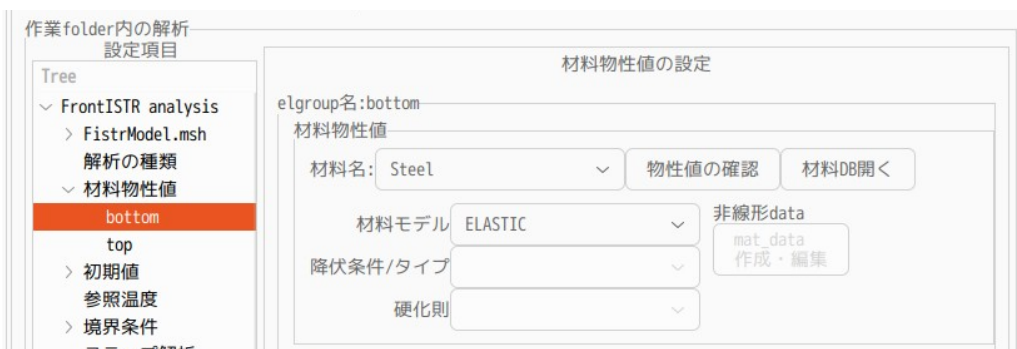 作業folder内の解析
設定項目
Tree
FrontISTR analysis
FistrModel.msh
解析の種類
材料物性値
bottom
top
初期値
参照温度
境界条件
材料物性値の設定
elgroup名:bottom
材料物性値
材料名: Steel 物性値の確認 材料DB開く
材料モデル ELASTIC
非線形data
mat_data
作成・編集
降伏条件/タイプ
硬化則